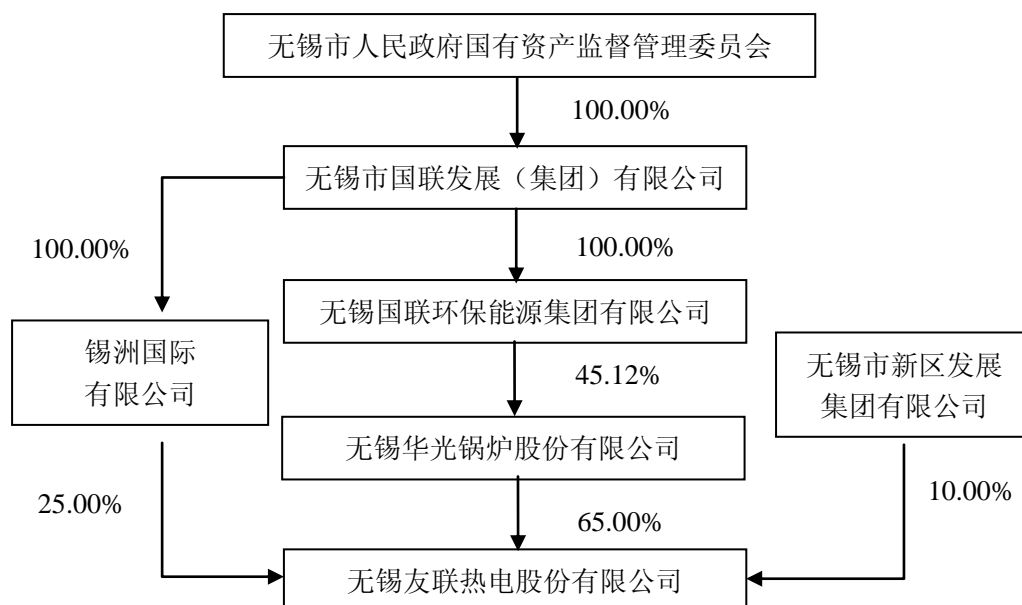 无锡市人民政府国有资产监督管理委员会
100.00%
无锡市国联发展（集团）有限公司
100.00%
100.00%
无锡国联环保能源集团有限公司
锡洲国际
有限公司
45.12%
无锡市新区发展
集团有限公司
无锡华光锅炉股份有限公司
25.00%
65.00%
10.00%
无锡友联热电股份有限公司